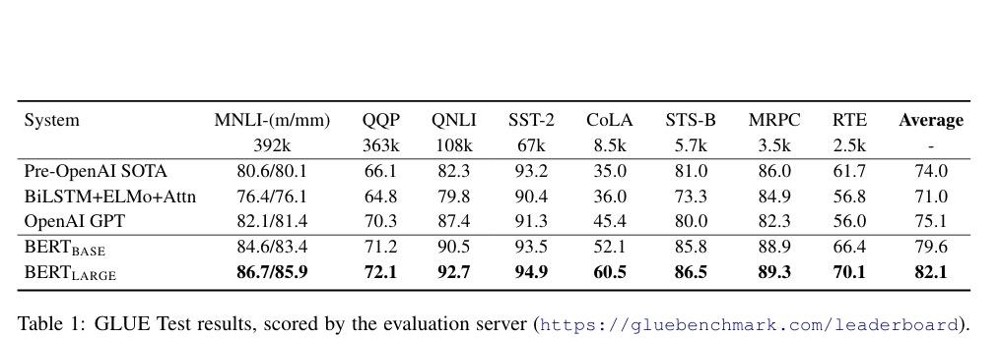 System MNLI-(m/mm) QQP QNLI SST-2 CoLA STS-B MRPC RTE Average
392k 363k 108k 67k 8.5k 5.7k 3.5k 2.5k -
Pre-OpenAI SOTA 80.6/80.1 66.1 82.3 93.2 35.0 81.0 86.0 61.7 74.0
BiLSTM+ELMo+Attn 76.4/76.1 64.8 79.8 90.4 36.0 73.3 84.9 56.8 71.0
OpenAI GPT 82.1/81.4 70.3 87.4 91.3 45.4 80.0 82.3 56.0 75.1
BERTBASE 84.6/83.4 71.2 90.5 93.5 52.1 85.8 88.9 66.4 79.6
BERTLARGE 86.7/85.9 72.1 92.7 94.9 60.5 86.5 89.3 70.1 82.1
Table 1: GLUE Test results, scored by the evaluation server (https://gluebenchmark.com/leaderboard).